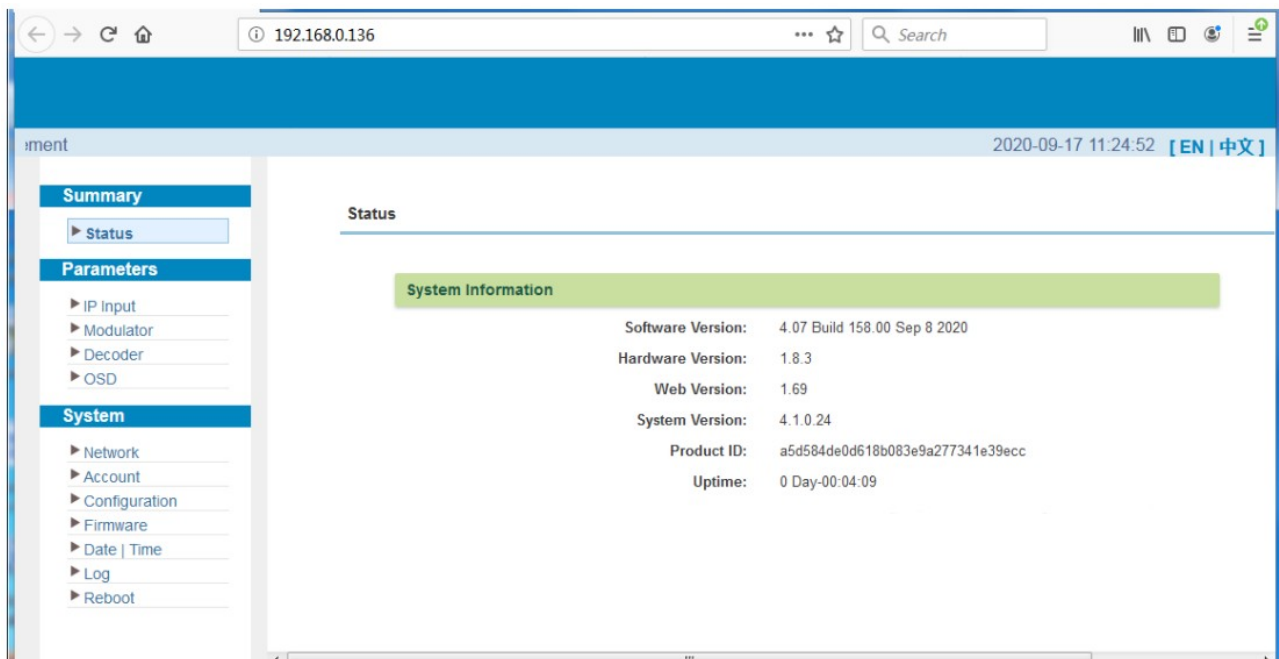 192.168.0.136
Search
ement
2020-09-17 11:24:52 [ EN | 中文 ]
Summary
Status
Parameters
IP Input
Modulator
Decoder
OSD
System
Network
Account
Configuration
Firmware
Date | Time
Log
Reboot
Status
System Information
Software Version: 4.07 Build 158.00 Sep 8 2020
Hardware Version: 1.8.3
Web Version: 1.69
System Version: 4.1.0.24
Product ID: a5d584de0d618b083e9a277341e39ecc
Uptime: 0 Day-00:04:09